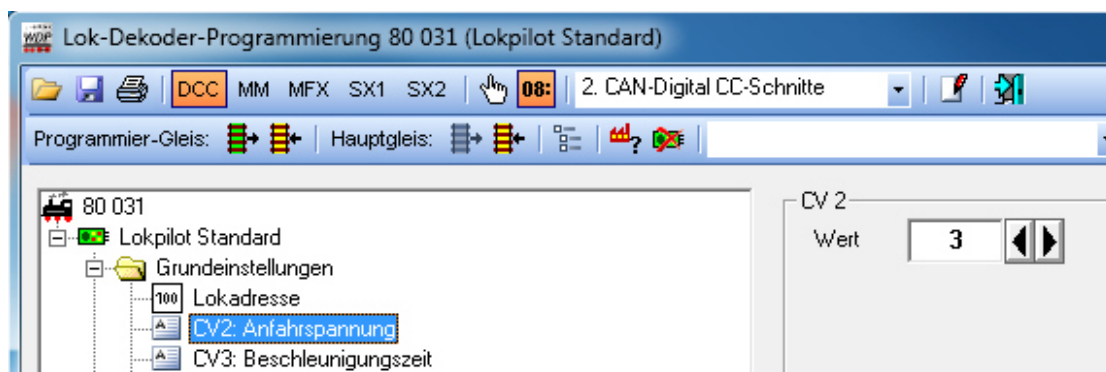 Lok-Dekoder-Programmierung 80 031 (Lokpilot Standard)
DCC MM MFX SX1 SX2 08: 2. CAN-Digital CC-Schnitte
Programmier-Gleis: Hauptgleis: ?
80 031
CV 2
Lokpilot Standard
Wert 3
Grundeinstellungen
100 Lokadresse
CV2: Anfahrspannung
CV3: Beschleunigungszeit